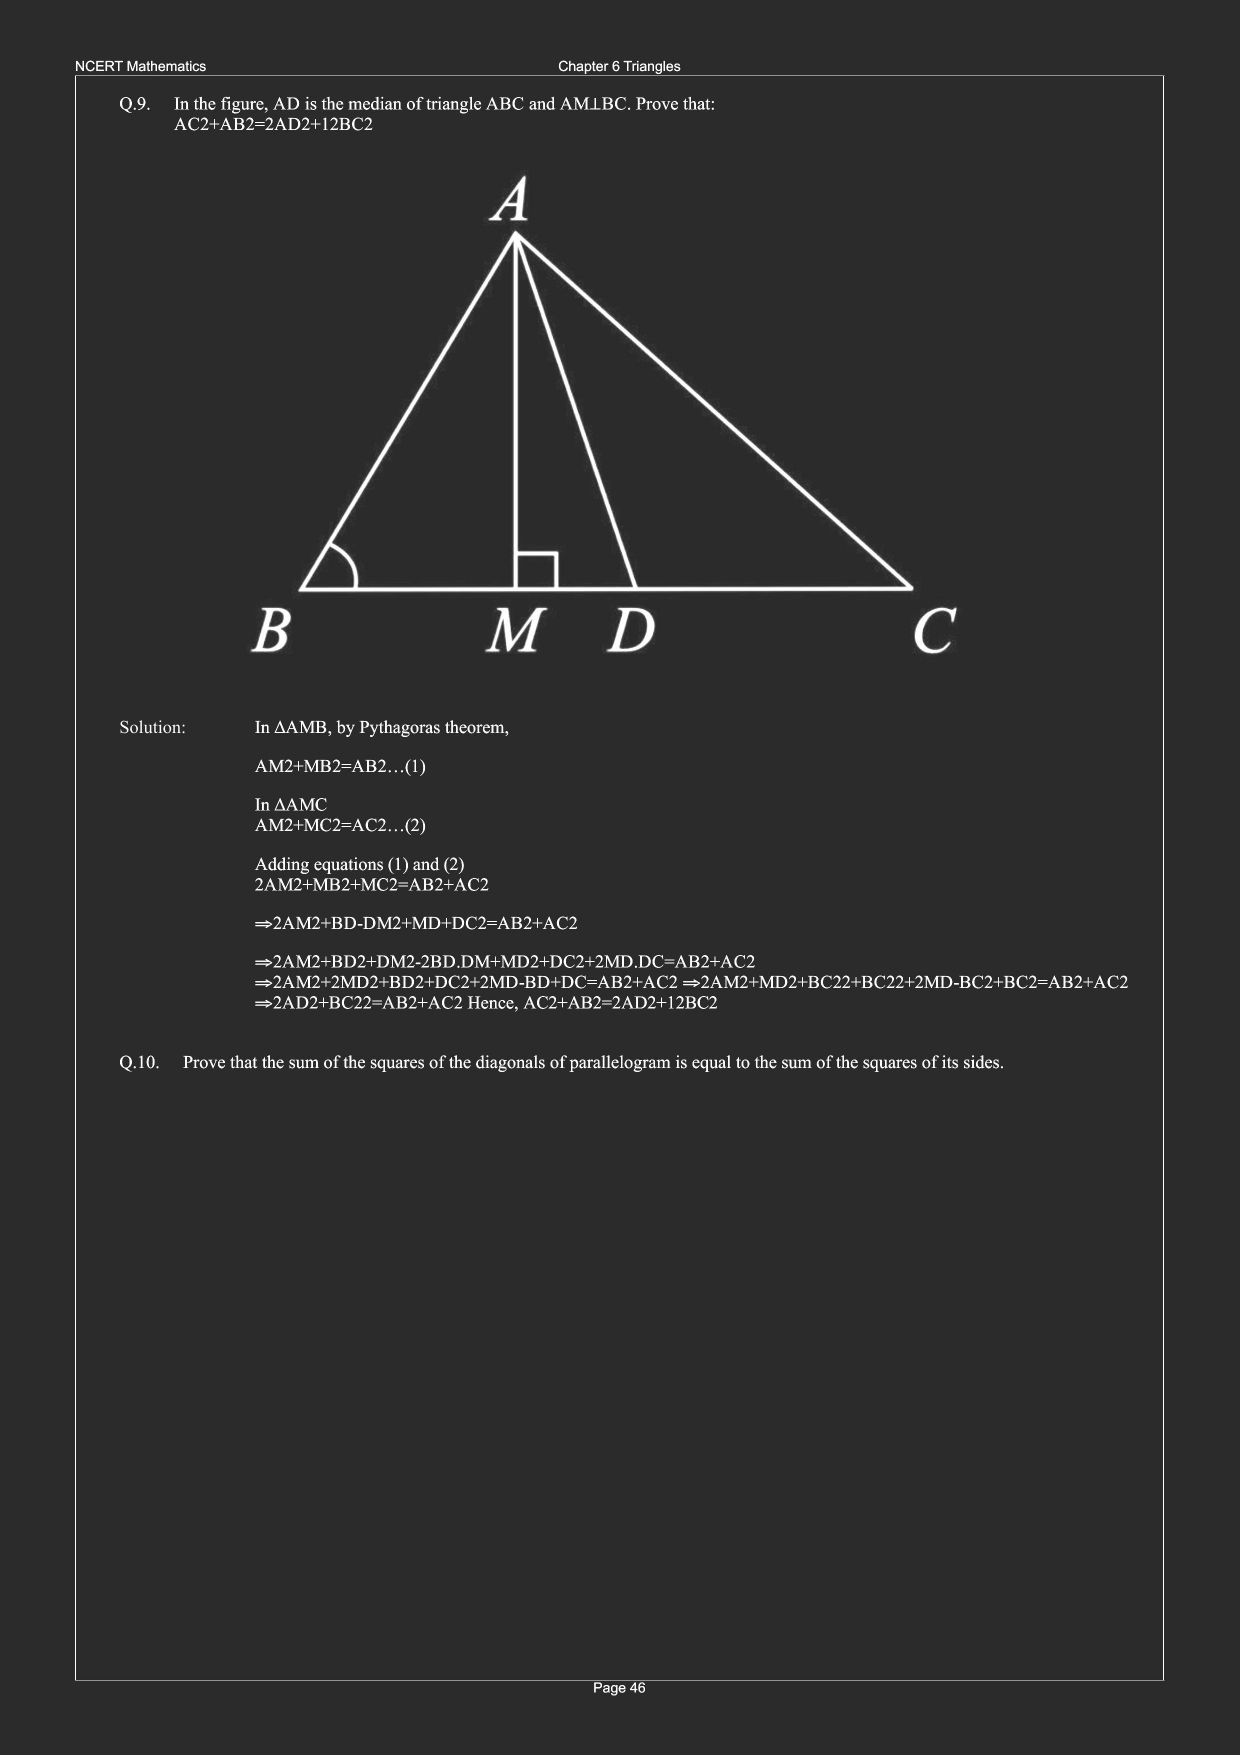 NCERT Mathematics Chapter 6 Triangles
Q.9. In the figure, AD is the median of triangle ABC and AM⊥BC. Prove that:
AC2+AB2=2AD2+12BC2
A
B M D C
Solution: In ΔAMB, by Pythagoras theorem,
AM2+MB2=AB2…(1)
In ΔAMC
AM2+MC2=AC2…(2)
Adding equations (1) and (2)
2AM2+MB2+MC2=AB2+AC2
⇒2AM2+BD-DM2+MD+DC2=AB2+AC2
⇒2AM2+BD2+DM2-2BD.DM+MD2+DC2+2MD.DC=AB2+AC2
⇒2AM2+2MD2+BD2+DC2+2MD-BD+DC=AB2+AC2 ⇒2AM2+MD2+BC22+BC22+2MD-BC2+BC2=AB2+AC2
⇒2AD2+BC22=AB2+AC2 Hence, AC2+AB2=2AD2+12BC2
Q.10. Prove that the sum of the squares of the diagonals of parallelogram is equal to the sum of the squares of its sides.
Page 46